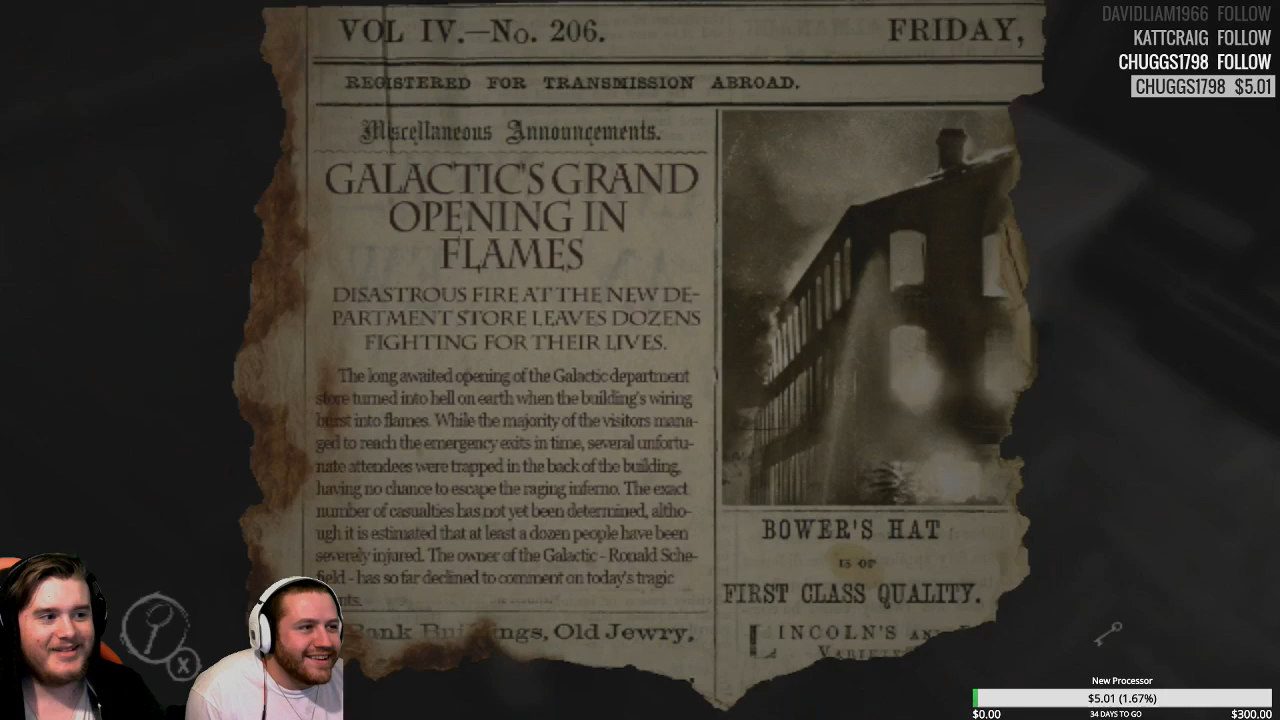 VOL IV.—No. 206.
FRIDAY,
REGISTERED FOR TRANSMISSION ABROAD.
Miscellaneous Announcements.
GALACTIC'S GRAND
OPENING IN
FLAMES
DISASTROUS FIRE AT THE NEW DE-
PARTMENT STORE LEAVES DOZENS
FIGHTING FOR THEIR LIVES.
The long awaited opening of the Galactic department
store turned into hell on earth when the building's wiring
burst into flames. While the majority of the visitors mana-
ged to reach the emergency exits in time, several unfortu-
nate attendees were trapped in the back of the building,
having no chance to escape the raging inferno. The exact
number of casualties has not yet been determined, altho-
ugh it is estimated that at least a dozen people have been
severely injured. The owner of the Galactic - Ronald Sche-
field - has so far declined to comment on today's tragic
Bank Buildings, Old Jewry,
BOWER'S HAT
IS OF
FIRST CLASS QUALITY.
LINCOLN'S AND
DAVIDLIAM1966 FOLLOW
KATTCRAIG FOLLOW
CHUGGS1798 FOLLOW
CHUGGS1798 $5.01
X
New Processor
$5.01 (1.67%)
$0.00 34 DAYS TO GO $300.00